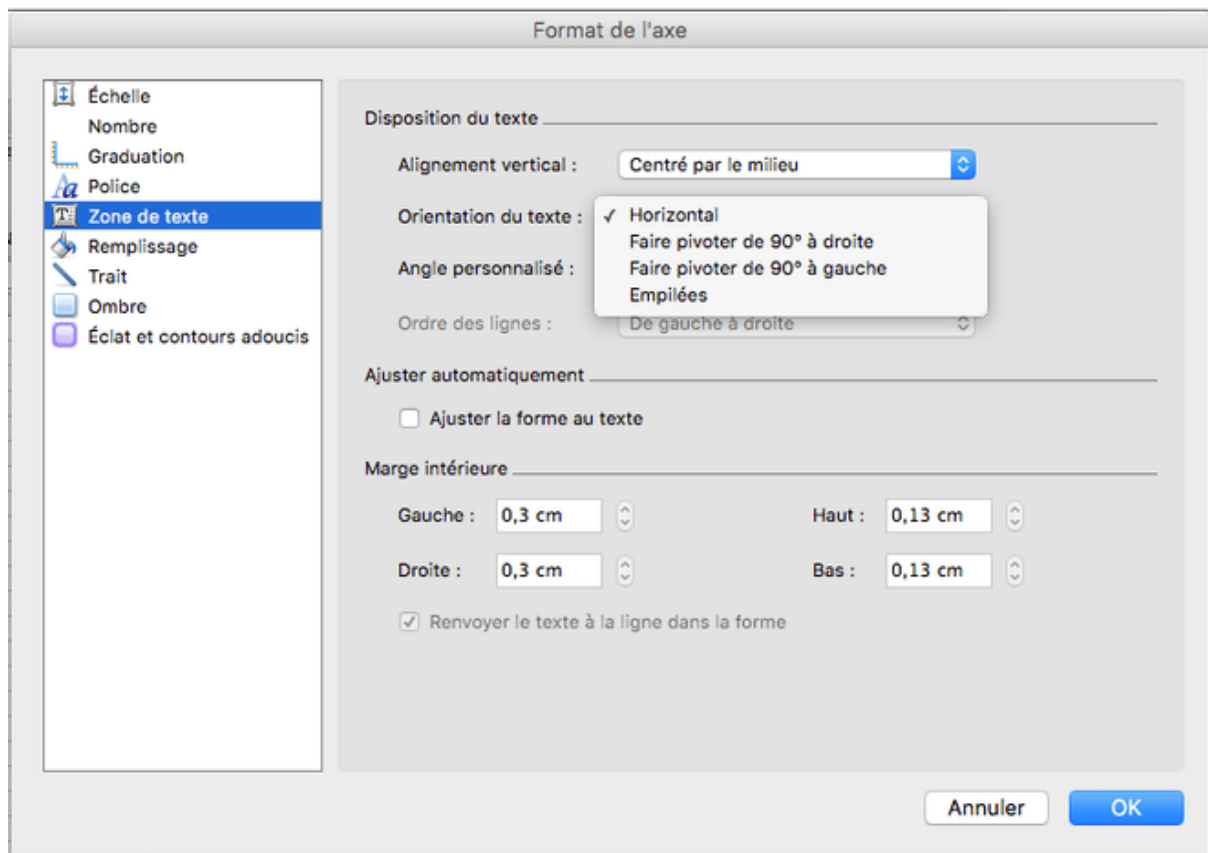 Format de l'axe
Échelle
Nombre
Graduation
Police
Zone de texte
Remplissage
Trait
Ombre
Éclat et contours adoucis
Disposition du texte
Alignement vertical : Centré par le milieu
Orientation du texte : ✓ Horizontal
Faire pivoter de 90° à droite
Faire pivoter de 90° à gauche
Empilées
Angle personnalisé :
Ordre des lignes : De gauche à droite
Ajuster automatiquement
Ajuster la forme au texte
Marge intérieure
Gauche : 0,3 cm Haut : 0,13 cm
Droite : 0,3 cm Bas : 0,13 cm
Renvoyer le texte à la ligne dans la forme
Annuler OK